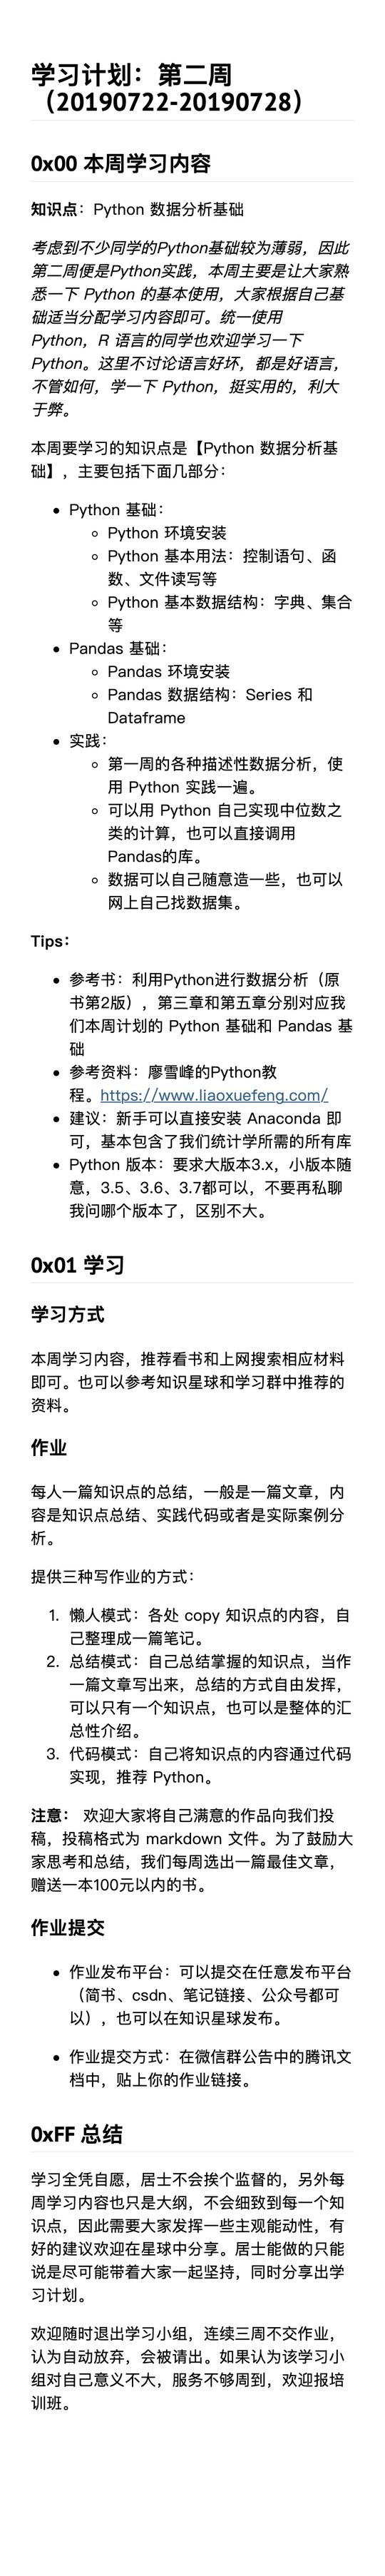 学习计划：第二周
（20190722-20190728）
0x00 本周学习内容
知识点：Python 数据分析基础
考虑到不少同学的Python基础较为薄弱，因此
第二周便是Python实践，本周主要是让大家熟
悉一下 Python 的基本使用，大家根据自己基
础适当分配学习内容即可。统一使用
Python，R 语言的同学也欢迎学习一下
Python。这里不讨论语言好坏，都是好语言，
不管如何，学一下 Python，挺实用的，利大
于弊。
本周要学习的知识点是【Python 数据分析基
础】，主要包括下面几部分：
• Python 基础：
◦ Python 环境安装
◦ Python 基本用法：控制语句、函
数、文件读写等
◦ Python 基本数据结构：字典、集合
等
• Pandas 基础：
◦ Pandas 环境安装
◦ Pandas 数据结构：Series 和
Dataframe
• 实践：
◦ 第一周的各种描述性数据分析，使
用 Python 实践一遍。
◦ 可以用 Python 自己实现中位数之
类的计算，也可以直接调用
Pandas的库。
◦ 数据可以自己随意造一些，也可以
网上自己找数据集。
Tips：
• 参考书：利用Python进行数据分析（原
书第2版），第三章和第五章分别对应我
们本周计划的 Python 基础和 Pandas 基
础
• 参考资料：廖雪峰的Python教
程。https://www.liaoxuefeng.com/
• 建议：新手可以直接安装 Anaconda 即
可，基本包含了我们统计学所需的所有库
• Python 版本：要求大版本3.x，小版本随
意，3.5、3.6、3.7都可以，不要再私聊
我问哪个版本了，区别不大。
0x01 学习
学习方式
本周学习内容，推荐看书和上网搜索相应材料
即可。也可以参考知识星球和学习群中推荐的
资料。
作业
每人一篇知识点的总结，一般是一篇文章，内
容是知识点总结、实践代码或者是实际案例分
析。
提供三种写作业的方式：
1. 懒人模式：各处 copy 知识点的内容，自
己整理成一篇笔记。
2. 总结模式：自己总结掌握的知识点，当作
一篇文章写出来，总结的方式自由发挥，
可以只有一个知识点，也可以是整体的汇
总性介绍。
3. 代码模式：自己将知识点的内容通过代码
实现，推荐 Python。
注意： 欢迎大家将自己满意的作品向我们投
稿，投稿格式为 markdown 文件。为了鼓励大
家思考和总结，我们每周选出一篇最佳文章，
赠送一本100元以内的书。
作业提交
• 作业发布平台：可以提交在任意发布平台
（简书、csdn、笔记链接、公众号都可
以），也可以在知识星球发布。
• 作业提交方式：在微信群公告中的腾讯文
档中，贴上你的作业链接。
0xFF 总结
学习全凭自愿，居士不会挨个监督的，另外每
周学习内容也只是大纲，不会细致到每一个知
识点，因此需要大家发挥一些主观能动性，有
好的建议欢迎在星球中分享。居士能做的只能
说是尽可能带着大家一起坚持，同时分享出学
习计划。
欢迎随时退出学习小组，连续三周不交作业，
认为自动放弃，会被请出。如果认为该学习小
组对自己意义不大，服务不够周到，欢迎报培
训班。